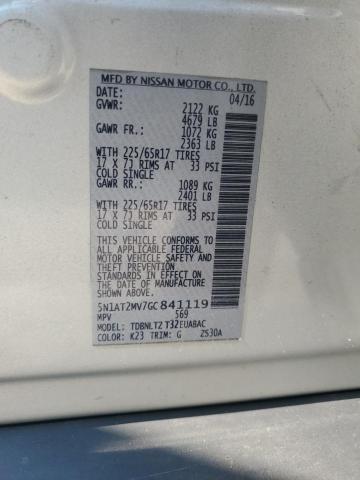 MFD BY NISSAN MOTOR CO., LTD.
DATE: 04/16
GVWR: 2122 KG
4679 LB
GAWR FR.: 1072 KG
2363 LB
WITH 225/65R17 TIRES
17 X 7J RIMS AT 33 PSI
COLD SINGLE
GAWR RR.: 1089 KG
2401 LB
WITH 225/65R17 TIRES
17 X 7J RIMS AT 33 PSI
COLD SINGLE
THIS VEHICLE CONFORMS TO
ALL APPLICABLE FEDERAL
MOTOR VEHICLE SAFETY AND
THEFT PREVENTION
STANDARDS IN EFFECT ON
THE DATE OF MANUFACTURE
SHOWN ABOVE.
5N1AT2MV7GC841119
MPV 569
MODEL: TDBNLTZ T32EUABAC
COLOR: K23 TRIM: G 2S30A